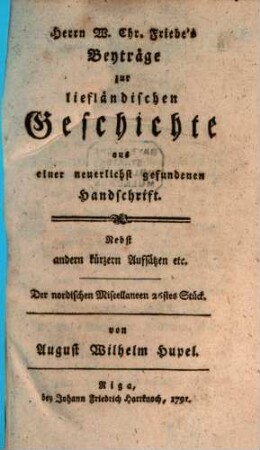 Herrn W. Chr. Friebe's
Beyträge
zur
liefländischen
Geschichte
aus
einer neuerlichst gefundenen
Handschrift.
Nebst
andern kürzern Aufsätzen etc.
Der nordischen Miscellaneen 26stes Stück.
von
August Wilhelm Hupel.
Riga,
bey Johann Friedrich Hartknoch, 1791.